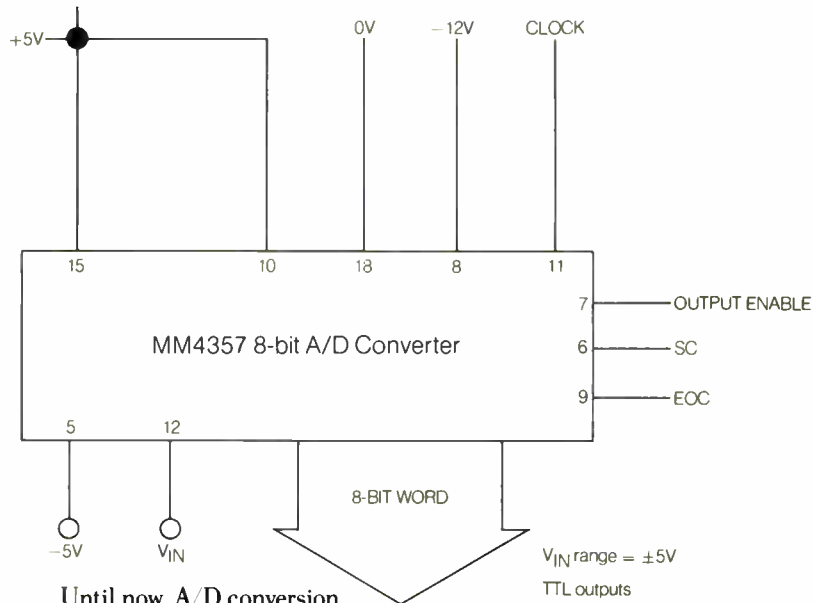 +5V
0V
−12V
CLOCK
15
10
18
8
11
7
OUTPUT ENABLE
MM4357 8-bit A/D Converter
6
SC
9
EOC
5
12
8-BIT WORD
−5V
VIN
VIN range = ±5V
TTL outputs
Until now, A/D conversion